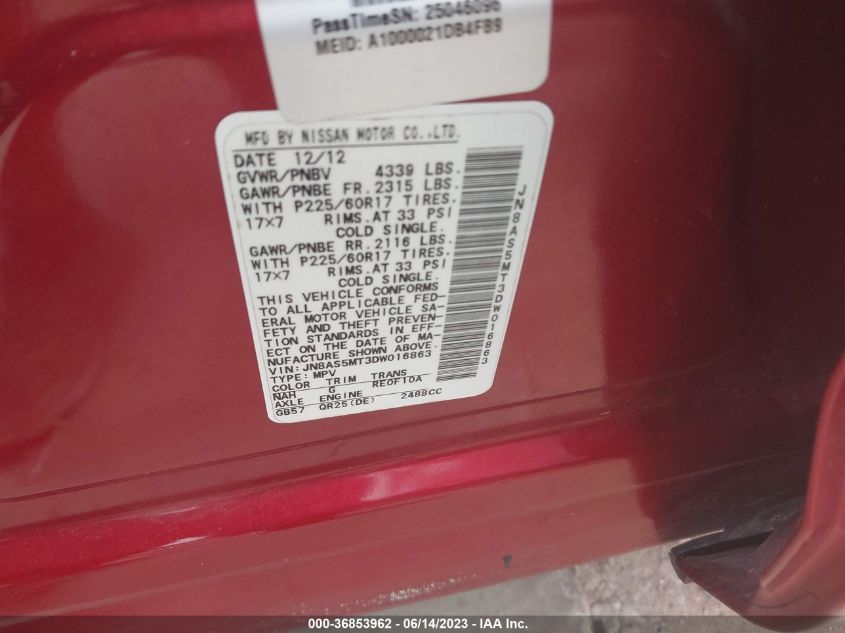 PassTimeSN: 25046096
MEID: A1000021DB4FB9
MFD BY NISSAN MOTOR CO.,LTD.
DATE 12/12
GVWR/PNBV 4339 LBS.
GAWR/PNBE FR. 2315 LBS.
WITH P225/60R17 TIRES.
17X7 RIMS.AT 33 PSI
COLD SINGLE.
GAWR/PNBE RR. 2116 LBS.
WITH P225/60R17 TIRES.
17X7 RIMS.AT 33 PSI
COLD SINGLE.
THIS VEHICLE CONFORMS
TO ALL APPLICABLE FED-
ERAL MOTOR VEHICLE SA-
FETY AND THEFT PREVEN-
TION STANDARDS IN EFF-
ECT ON THE DATE OF MA-
NUFACTURE SHOWN ABOVE.
VIN: JN8AS5MT3DW016863
TYPE: MPV
COLOR TRIM TRANS
NAH G RE0F10A
AXLE ENGINE
GB57 QR25(DE) 2488CC
JN8AS5MT3DW016863
000-36853962 - 06/14/2023 - IAA Inc.